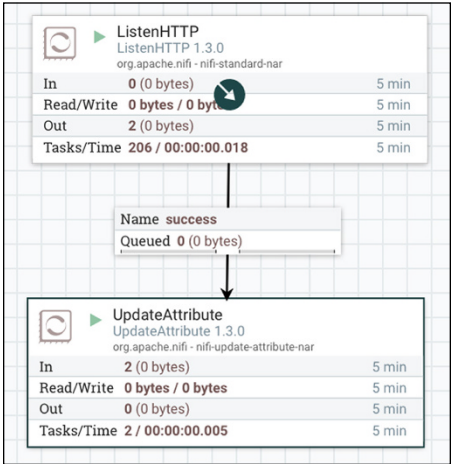 ListenHTTP
ListenHTTP 1.3.0
org.apache.nifi - nifi-standard-nar
In 0 (0 bytes) 5 min
Read/Write 0 bytes / 0 5 min
Out 2 (0 bytes) 5 min
Tasks/Time 206 / 00:00:00.018 5 min
Name success
Queued 0 (0 bytes)
UpdateAttribute
UpdateAttribute 1.3.0
org.apache.nifi - nifi-update-attribute-nar
In 2 (0 bytes) 5 min
Read/Write 0 bytes / 0 bytes 5 min
Out 0 (0 bytes) 5 min
Tasks/Time 2 / 00:00:00.005 5 min